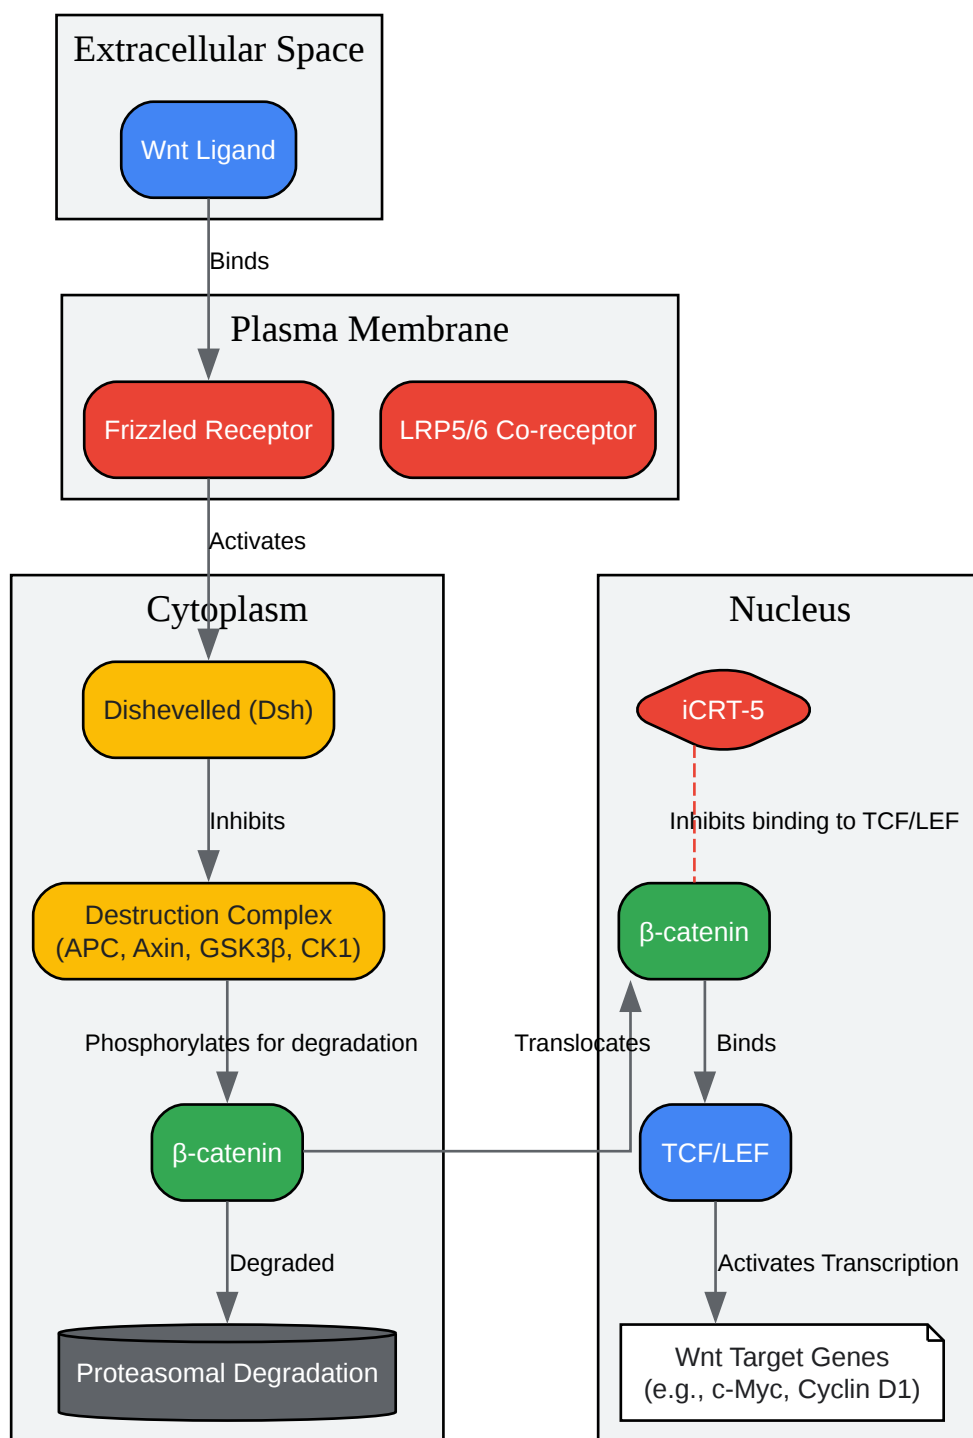 Extracellular Space
Wnt Ligand
Binds
Plasma Membrane
Frizzled Receptor
LRP5/6 Co-receptor
Activates
Cytoplasm
Dishevelled (Dsh)
Inhibits
Destruction Complex
(APC, Axin, GSK3β, CK1)
Phosphorylates for degradation
β-catenin
Degraded
Proteasomal Degradation
Translocates
Nucleus
iCRT-5
Inhibits binding to TCF/LEF
β-catenin
Binds
TCF/LEF
Activates Transcription
Wnt Target Genes
(e.g., c-Myc, Cyclin D1)